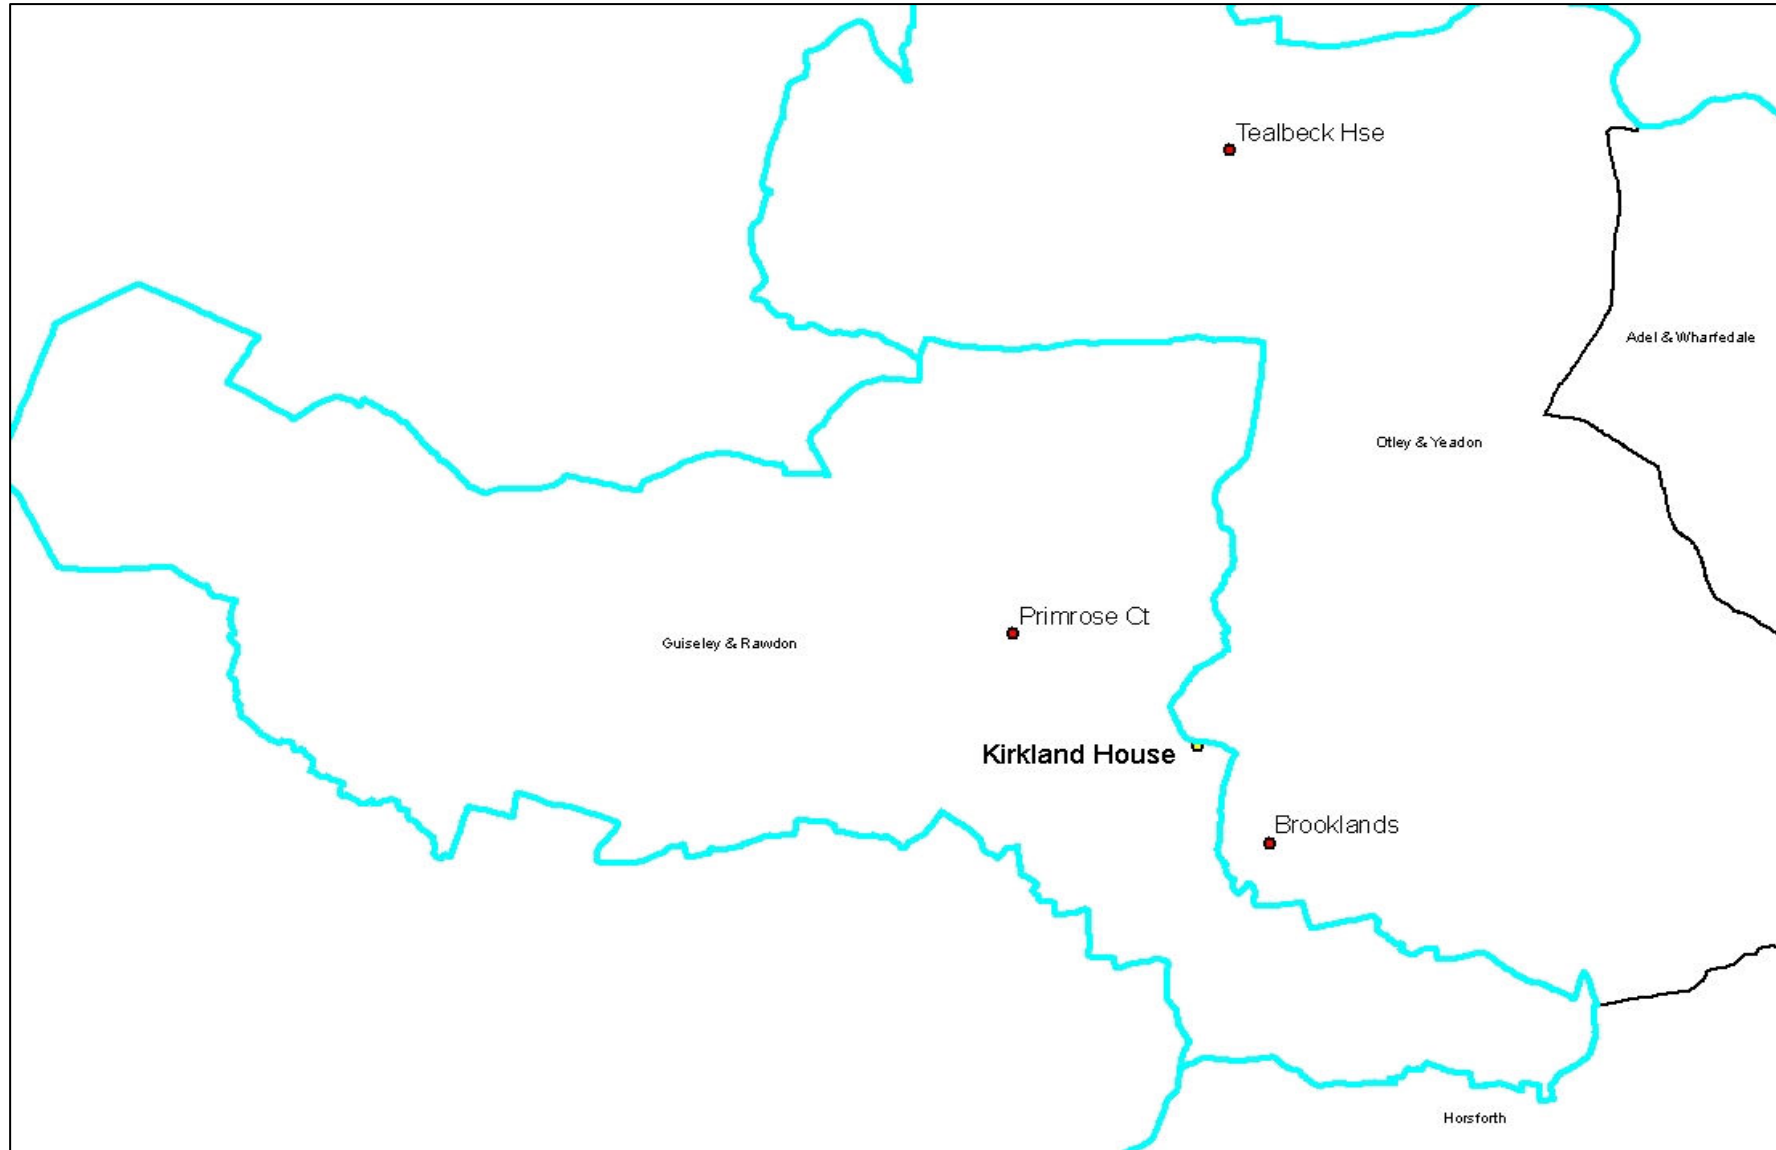 Tealbeck Hse
Adel & Wharfedale
Otley & Yeadon
Primrose Ct
Guiseley & Rawdon
Kirkland House
Brooklands
Horsforth